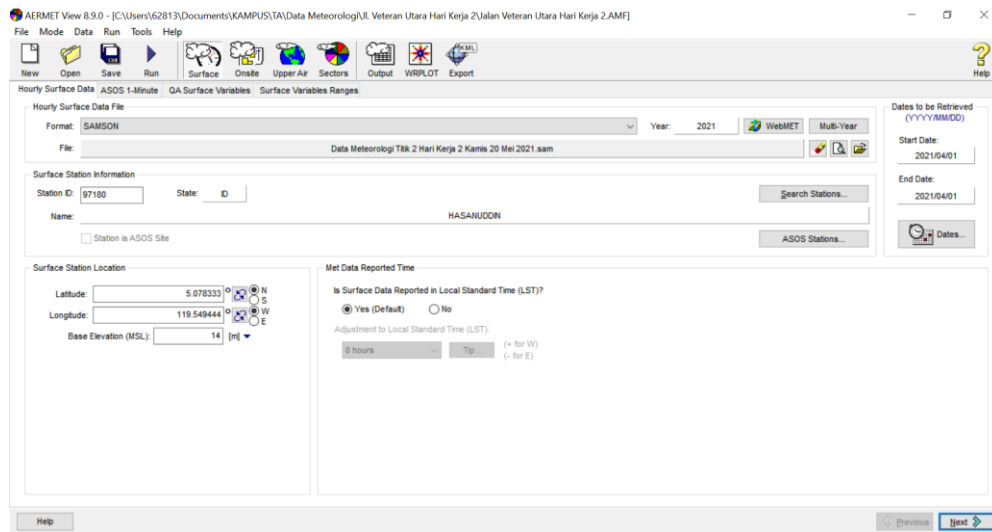 AERMET View 8.9.0 - [C:\Users\62813\Documents\KAMPUS\TA\Data Meteorologi\Jl. Veteran Utara Hari Kerja 2\Jalan Veteran Utara Hari Kerja 2.AMF]
File Mode Data Run Tools Help
KML
New Open Save Run Surface Onsite Upper Air Sectors Output WRPLOT Export Help
Hourly Surface Data ASOS 1-Minute QA Surface Variables Surface Variables Ranges
Hourly Surface Data File
Format: SAMSON Year: 2021 WebMET Multi-Year
File: Data Meteorologi Titik 2 Hari Kerja 2 Kamis 20 Mei 2021.sam
Dates to be Retrieved
(YYYY/MM/DD)
Start Date:
2021/04/01
End Date:
2021/04/01
Dates...
Surface Station Information
Station ID: 97180 State: ID Search Stations...
Name: HASANUDDIN
Station is ASOS Site ASOS Stations...
Surface Station Location
Latitude: 5.078333 ° N S
Longitude: 119.549444 ° W E
Base Elevation (MSL): 14 [m]
Met Data Reported Time
Is Surface Data Reported in Local Standard Time (LST)?
Yes (Default) No
Adjustment to Local Standard Time (LST):
0 hours Tip... (+ for W)
(- for E)
Help Previous Next